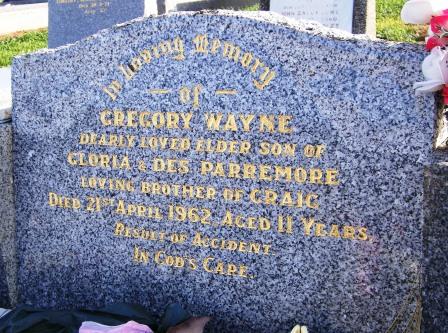 In Loving Memory
of
GREGORY WAYNE
DEARLY LOVED ELDER SON OF
GLORIA & DES PARREMORE
LOVING BROTHER OF CRAIG
DIED 21ST APRIL 1962. AGED 11 YEARS.
RESULT OF ACCIDENT.
IN GOD'S CARE.